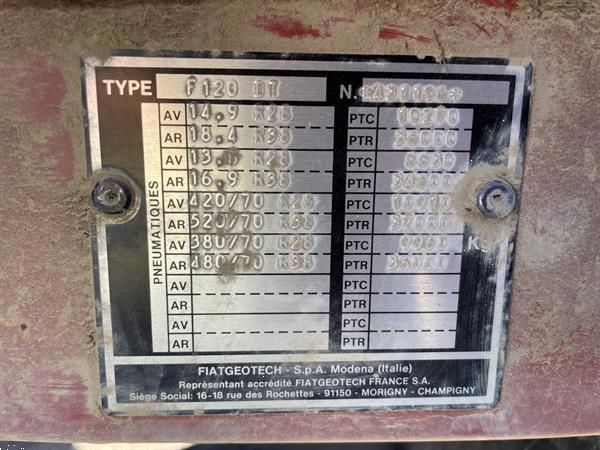 TYPE F120 DT N.
PNEUMATIQUES
AV 14.9 R28 PTC 10270
AR 18.4 R38 PTR 36000
AV R28 PTC
AR 16.9 R38 PTR
AV 420/70 R28 PTC
AR 520/70 R38 PTR
AV 380/70 R28 PTC Kg
AR 480/70 R38 PTR
AV PTC
AR PTR
AV PTC
AR PTR
FIATGEOTECH - S.p.A. Modena (Italie)
Représentant accrédité FIATGEOTECH FRANCE S.A.
Siège Social: 16-18 rue des Rochettes - 91150 - MORIGNY - CHAMPIGNY